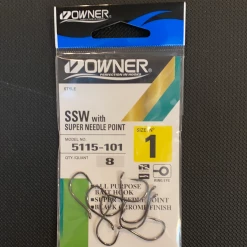 OWNER
STYLE
SSW with
SUPER NEEDLE POINT
SIZE
1
MODEL NO.
5115-101
QTY./QUANT.
8
ALL PURPOSE
BAIT HOOK
SUPER NEEDLE POINT
BLACK CHROME FINISH